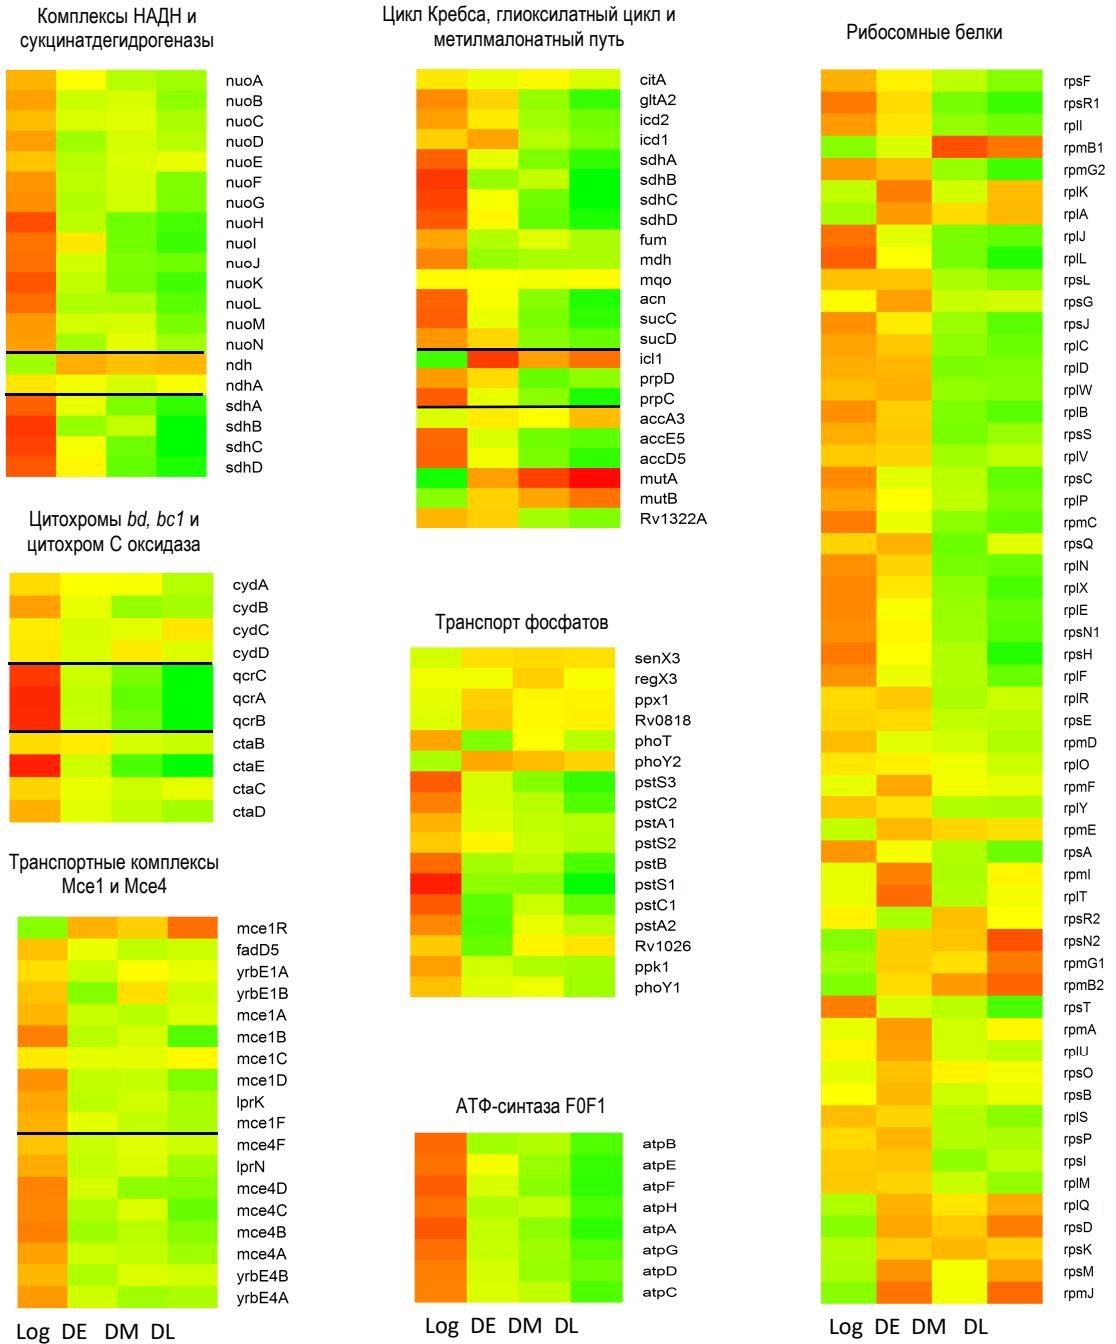 Комплексы НАДН и
сукцинатдегидрогеназы
nuoA
nuoB
nuoC
nuoD
nuoE
nuoF
nuoG
nuoH
nuoI
nuoJ
nuoK
nuoL
nuoM
nuoN
ndh
ndhA
sdhA
sdhB
sdhC
sdhD
Цитохромы bd, bc1 и
цитохром С оксидаза
cydA
cydB
cydC
cydD
qcrC
qcrA
qcrB
ctaB
ctaE
ctaC
ctaD
Транспортные комплексы
Mce1 и Mce4
mce1R
fadD5
yrbE1A
yrbE1B
mce1A
mce1B
mce1C
mce1D
lprK
mce1F
mce4F
lprN
mce4D
mce4C
mce4B
mce4A
yrbE4B
yrbE4A
Log DE DM DL
Цикл Кребса, глиоксилатный цикл и
метилмалонатный путь
citA
gltA2
icd2
icd1
sdhA
sdhB
sdhC
sdhD
fum
mdh
mqo
acn
sucC
sucD
icl1
prpD
prpC
accA3
accE5
accD5
mutA
mutB
Rv1322A
Транспорт фосфатов
senX3
regX3
ppx1
Rv0818
phoT
phoY2
pstS3
pstC2
pstA1
pstS2
pstB
pstS1
pstC1
pstA2
Rv1026
ppk1
phoY1
АТФ-синтаза F0F1
atpB
atpE
atpF
atpH
atpA
atpG
atpD
atpC
Log DE DM DL
Рибосомные белки
rpsF
rpsR1
rplI
rpmB1
rpmG2
rplK
rplA
rplJ
rplL
rpsL
rpsG
rpsJ
rplC
rplD
rplW
rplB
rpsS
rplV
rpsC
rplP
rpmC
rpsQ
rplN
rplX
rplE
rpsN1
rpsH
rplF
rplR
rpsE
rpmD
rplO
rpmF
rplY
rpmE
rpsA
rpmI
rplT
rpsR2
rpsN2
rpmG1
rpmB2
rpsT
rpmA
rplU
rpsO
rpsB
rplS
rpsP
rpsI
rplM
rplQ
rpsD
rpsK
rpsM
rpmJ
Log DE DM DL